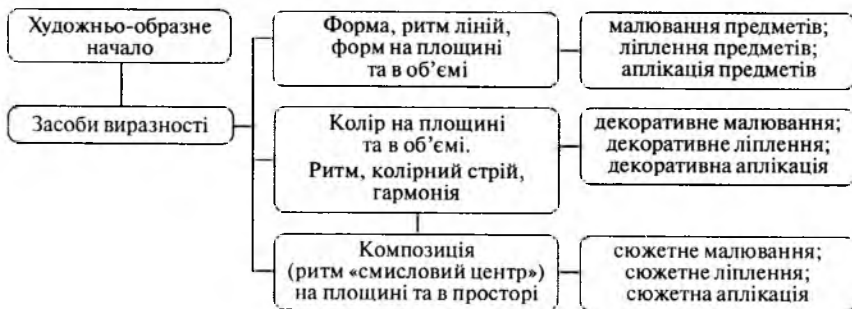 Художньо-образне
начало
Засоби виразності
Форма, ритм ліній,
форм на площині
та в об’ємі
малювання предметів;
ліплення предметів;
аплікація предметів
Колір на площині
та в об’ємі.
Ритм, колірний стрій,
гармонія
декоративне малювання;
декоративне ліплення;
декоративна аплікація
Композиція
(ритм «смисловий центр»)
на площині та в просторі
сюжетне малювання;
сюжетне ліплення;
сюжетна аплікація